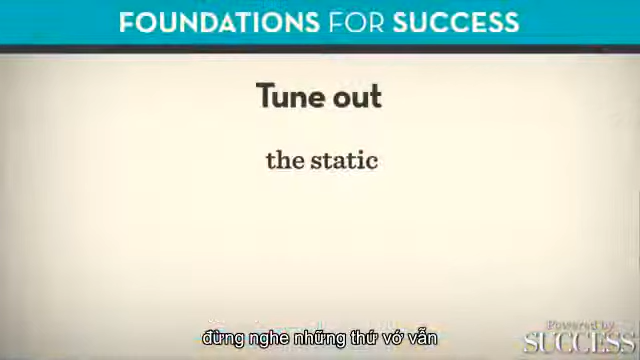 FOUNDATIONS FOR SUCCESS
Tune out
the static
đừng nghe những thứ vớ vẩn
Powered by
SUCCESS